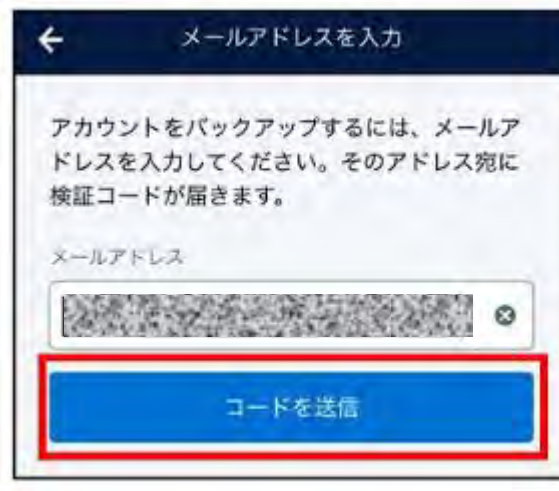 メールアドレスを入力
アカウントをバックアップするには、メールア
ドレスを入力してください。そのアドレス宛に
検証コードが届きます。
メールアドレス
コードを送信